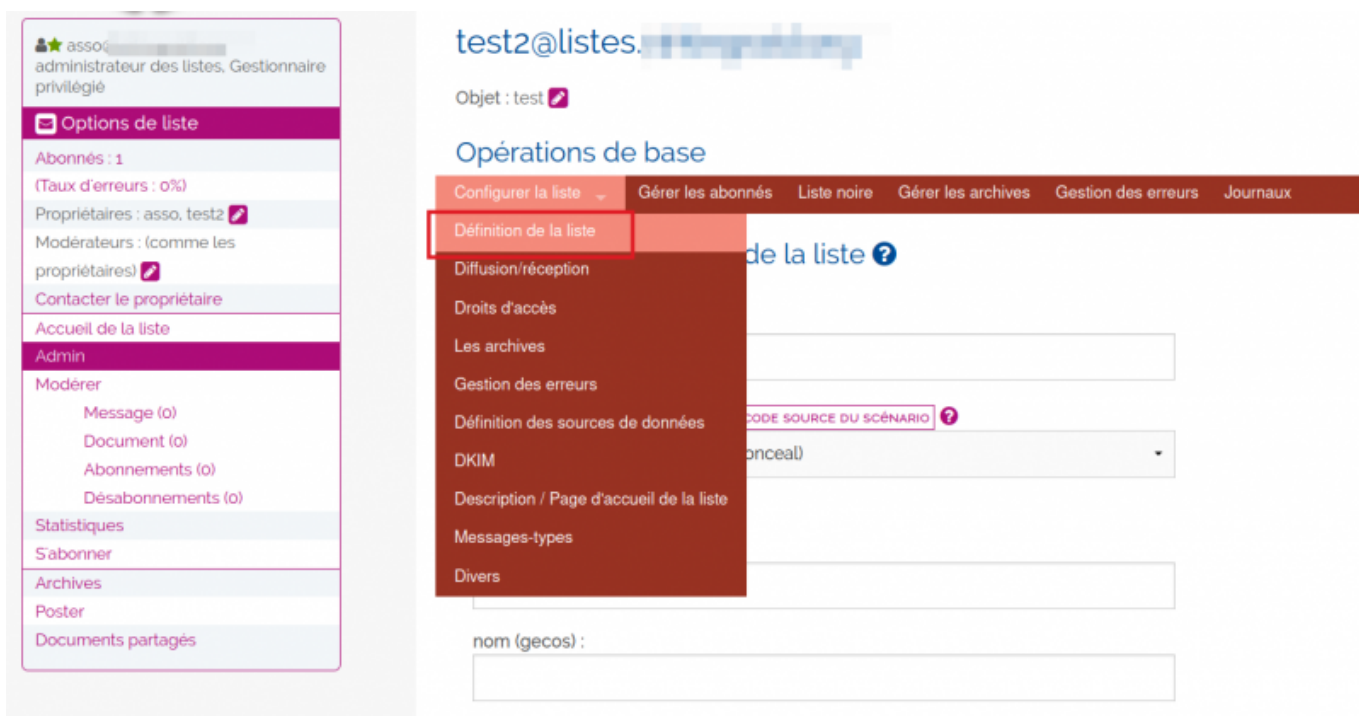 asso@
administrateur des listes, Gestionnaire
privilégié
Options de liste
Abonnés : 1
(Taux d'erreurs : 0%)
Propriétaires : asso, test2
Modérateurs : (comme les
propriétaires)
Contacter le propriétaire
Accueil de la liste
Admin
Modérer
Message (0)
Document (0)
Abonnements (0)
Désabonnements (0)
Statistiques
S'abonner
Archives
Poster
Documents partagés
test2@listes.
Objet : test
Opérations de base
Configurer la liste Gérer les abonnés Liste noire Gérer les archives Gestion des erreurs Journaux
Définition de la liste
de la liste ?
Diffusion/réception
Droits d'accès
Les archives
Gestion des erreurs
Définition des sources de données
CODE SOURCE DU SCÉNARIO ?
DKIM
onceal)
Description / Page d'accueil de la liste
Messages-types
Divers
nom (gecos) :